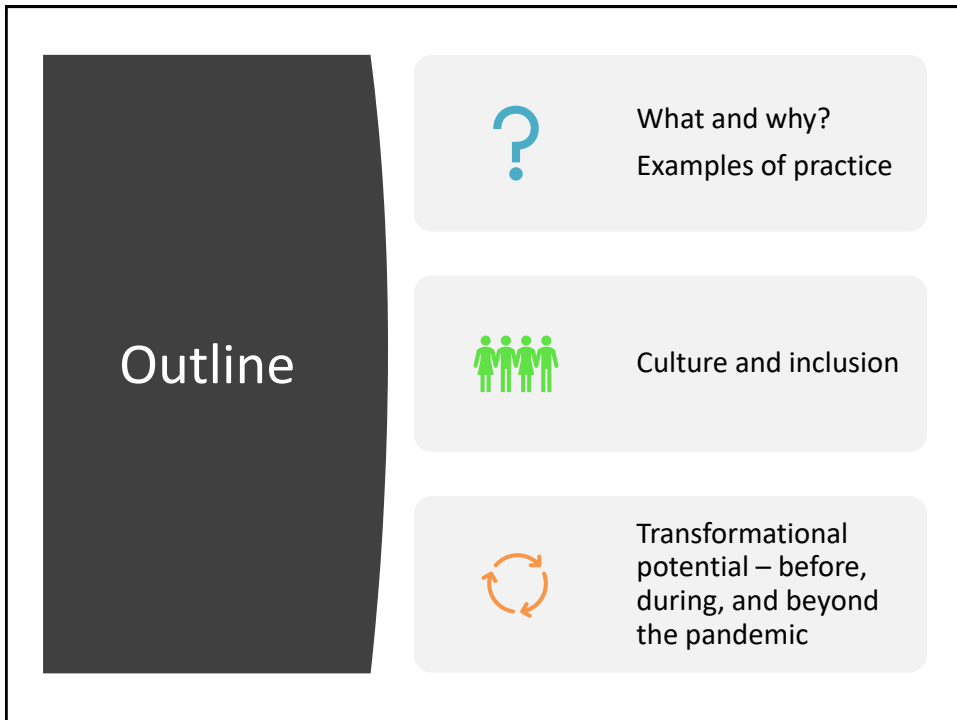 Outline
What and why?
Examples of practice
Culture and inclusion
Transformational
potential – before,
during, and beyond
the pandemic